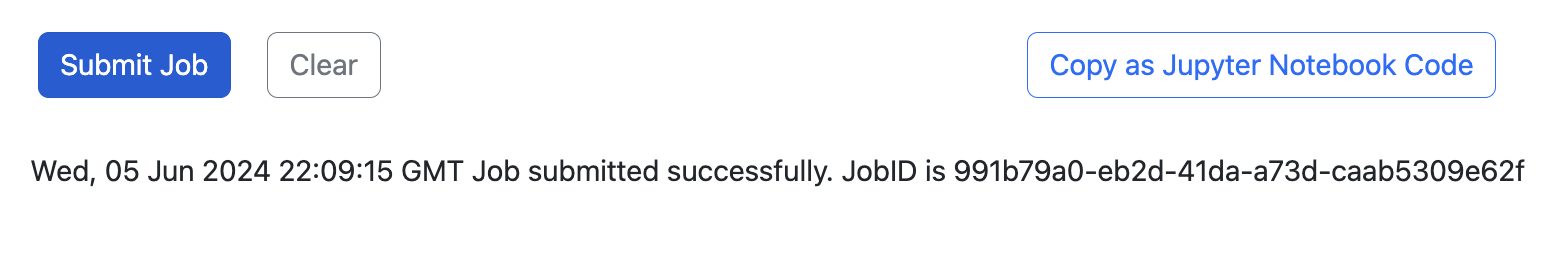 Submit Job Clear Copy as Jupyter Notebook Code
Wed, 05 Jun 2024 22:09:15 GMT Job submitted successfully. JobID is 991b79a0-eb2d-41da-a73d-caab5309e62f